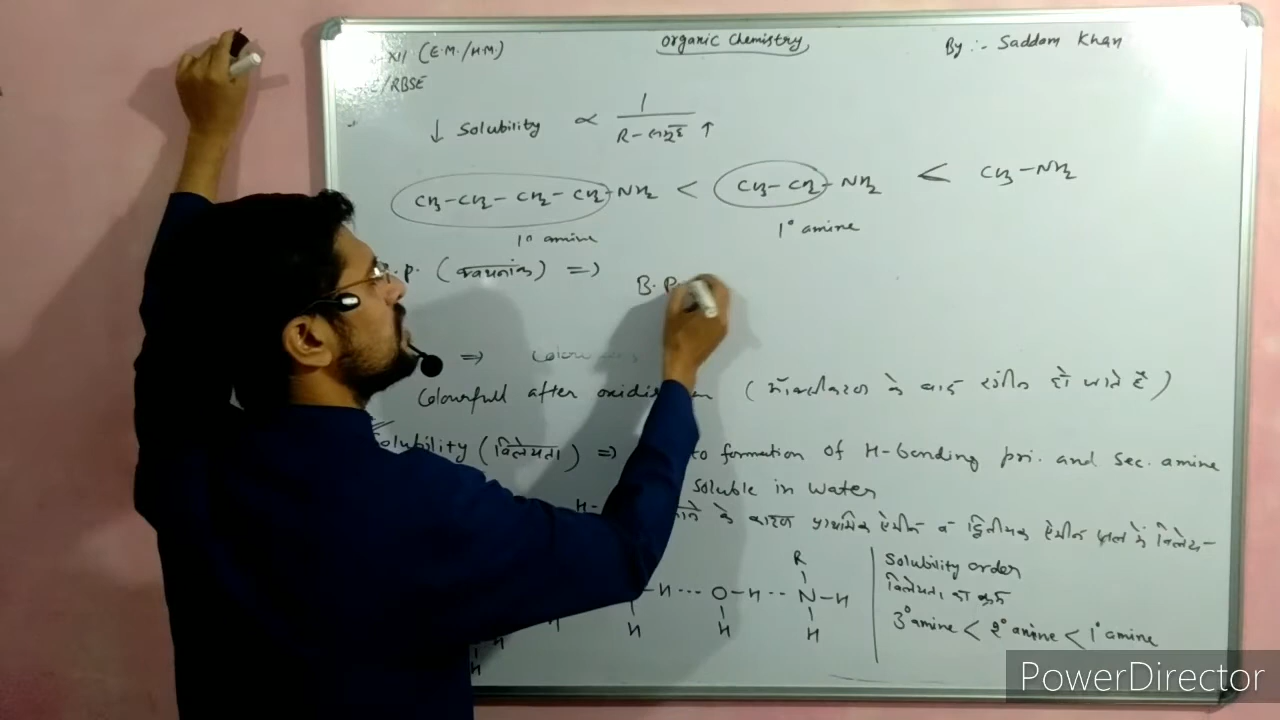 XII (E.M./H.M.)
Organic Chemistry
By :- Saddam Khan
/RBSE
↓ Solubility ∝ 1 / R-समूह ↑
CH3-CH2-CH2-CH2-NH2 < CH3-CH2-NH2 < CH3-NH2
1° amine
1° amine
.p. (क्वथनांक) ⇒ B.P.
⇒ Colour
Colourfull after oxidis n (ऑक्सीकरण के बाद रंगीन हो जाते हैं)
Solubility (विलेयता) ⇒ to formation of H-bonding pri. and sec. amine
Soluble in water
H-
के कारण प्राथमिक ऐमीन व द्वितीयक ऐमीन जल में विलेय-
R
-H ... O-H ... N-H
H H H
H
H
Solubility order
विलेयता का क्रम
3° amine < 2° amine < 1° amine
PowerDirector